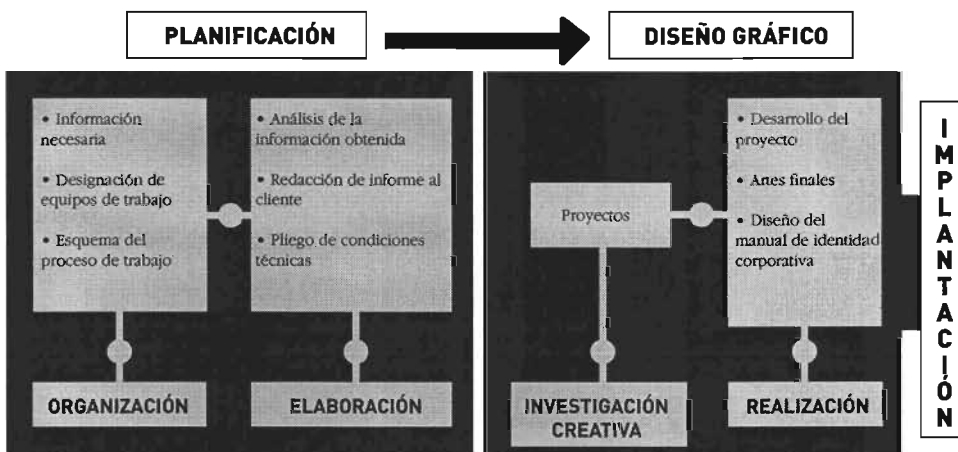 PLANIFICACIÓN
DISEÑO GRÁFICO
• Información
necesaria
• Designación de
equipos de trabajo
• Esquema del
proceso de trabajo
• Análisis de la
información obtenida
• Redacción de informe al
cliente
• Pliego de condiciones
técnicas
Proyectos
• Desarrollo del
proyecto
• Artes finales
• Diseño del
manual de identidad
corporativa
ORGANIZACIÓN
ELABORACIÓN
INVESTIGACIÓN
CREATIVA
REALIZACIÓN
IMPLANTACIÓN